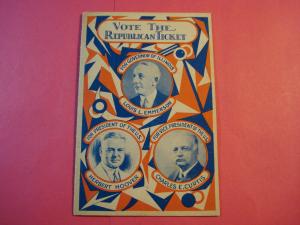 VOTE THE
REPUBLICAN TICKET
FOR GOVERNOR OF ILLINOIS
LOUIS L. EMMERSON
FOR PRESIDENT OF THE U.S.
HERBERT HOOVER
FOR VICE PRESIDENT OF THE U.S.
CHARLES E. CURTIS